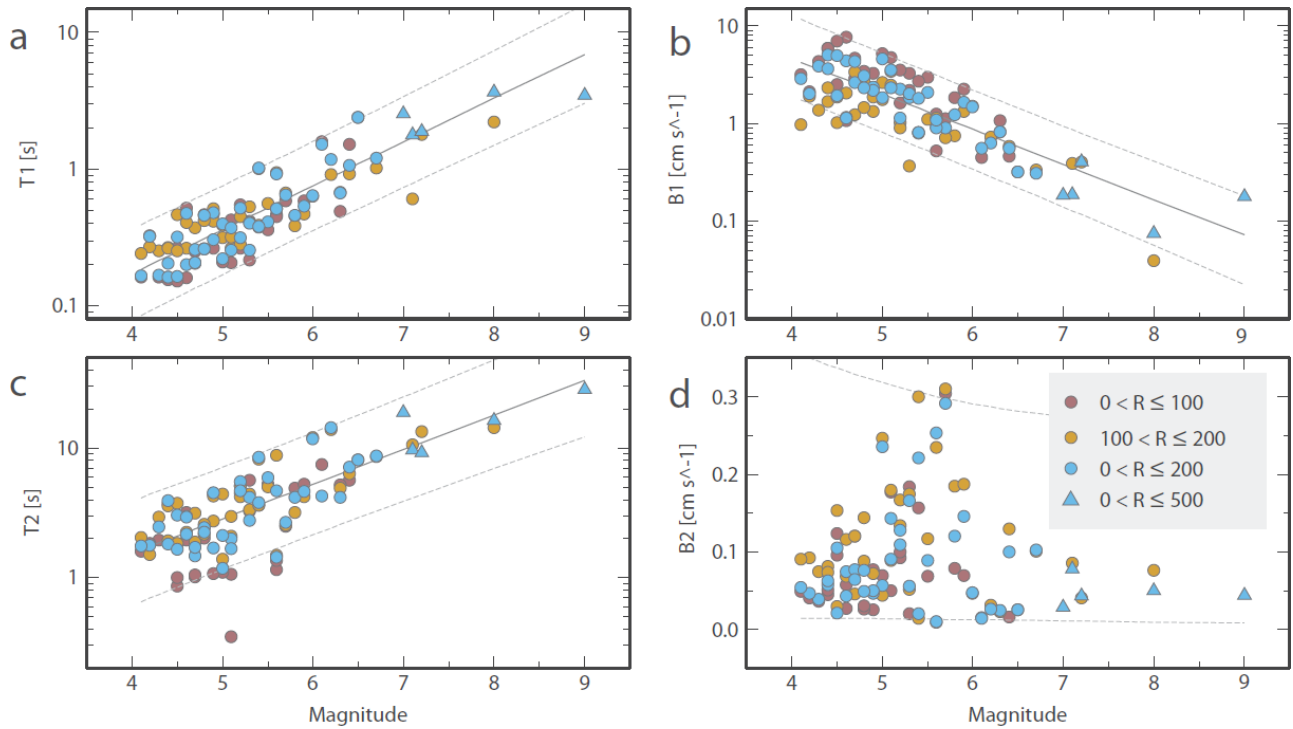 a
T1 [s]
10
1
0.1
4 5 6 7 8 9
b
B1 [cm s^-1]
10
1
0.1
0.01
4 5 6 7 8 9
c
T2 [s]
10
1
4 5 6 7 8 9
Magnitude
d
B2 [cm s^-1]
0.3
0.2
0.1
0.0
0 < R ≤ 100
100 < R ≤ 200
0 < R ≤ 200
0 < R ≤ 500
4 5 6 7 8 9
Magnitude